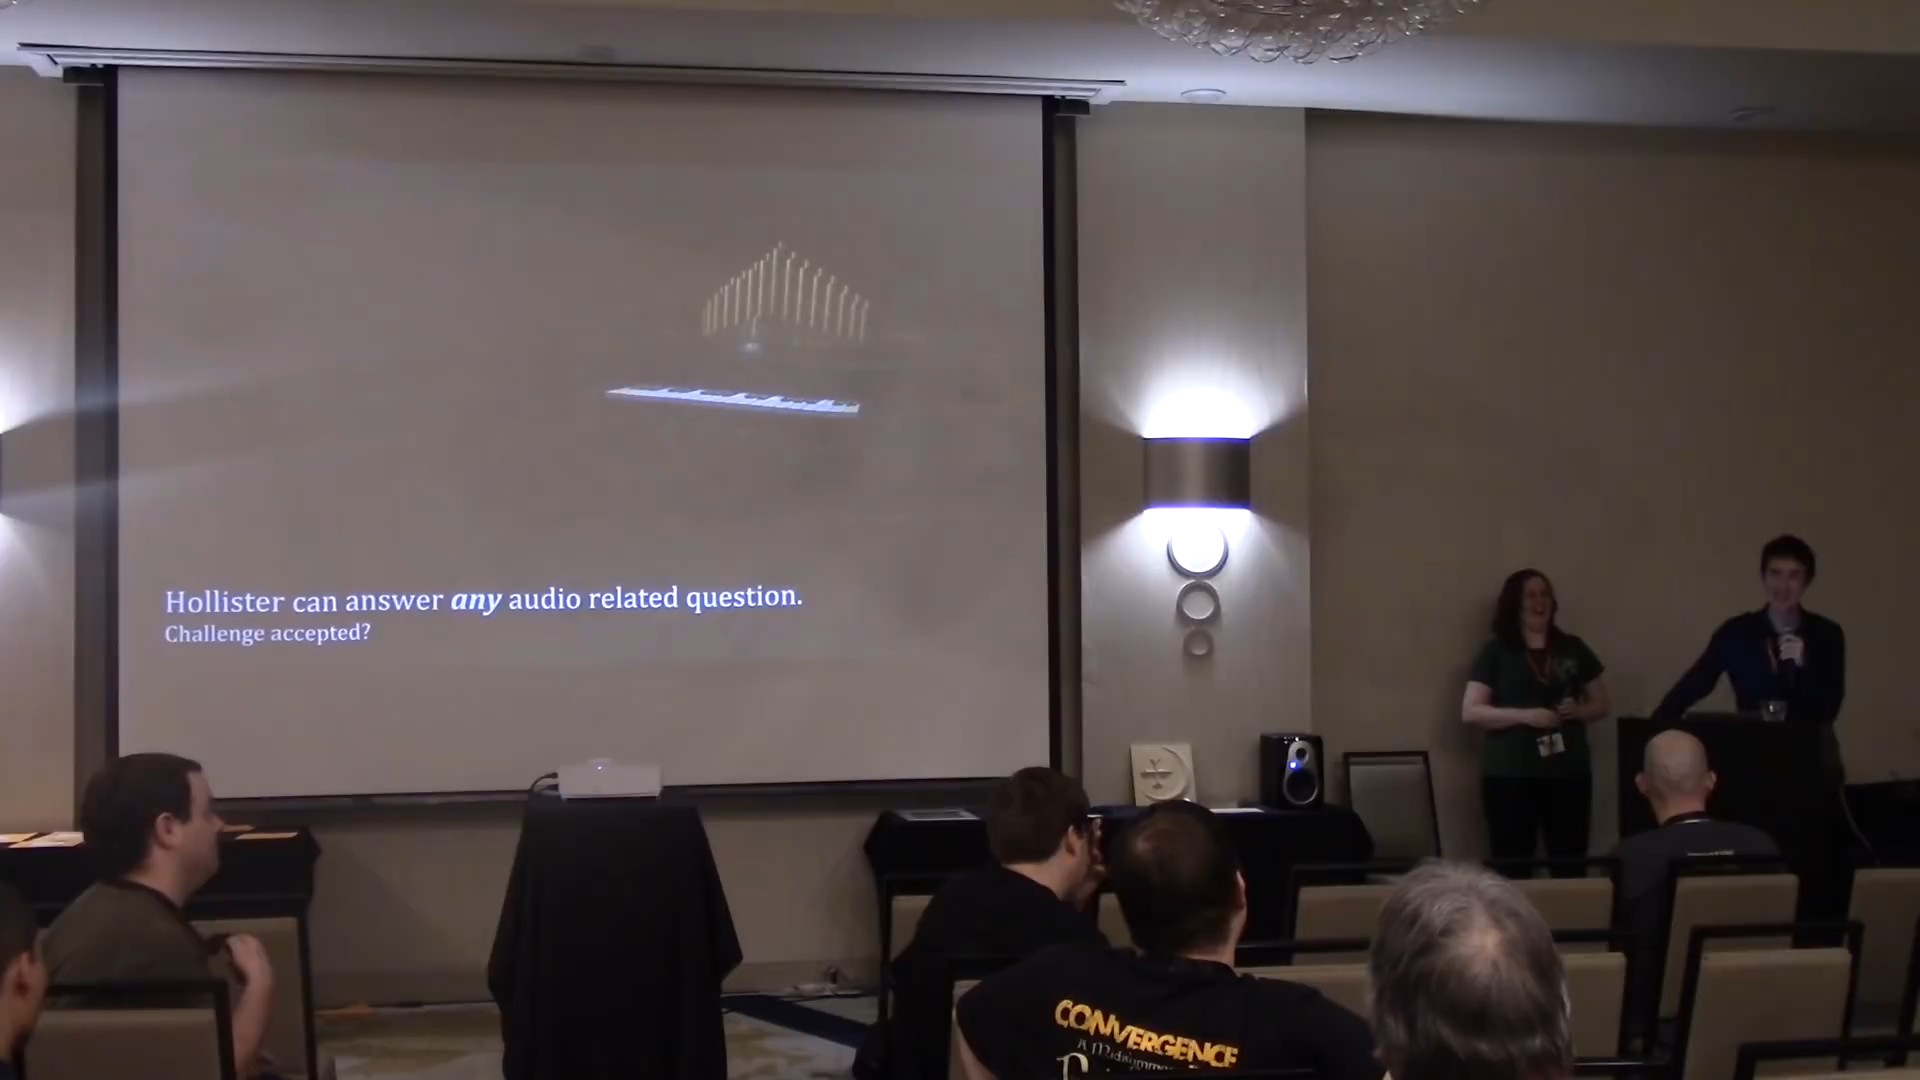 Hollister can answer any audio related question.
Challenge accepted?
CONVERGENCE